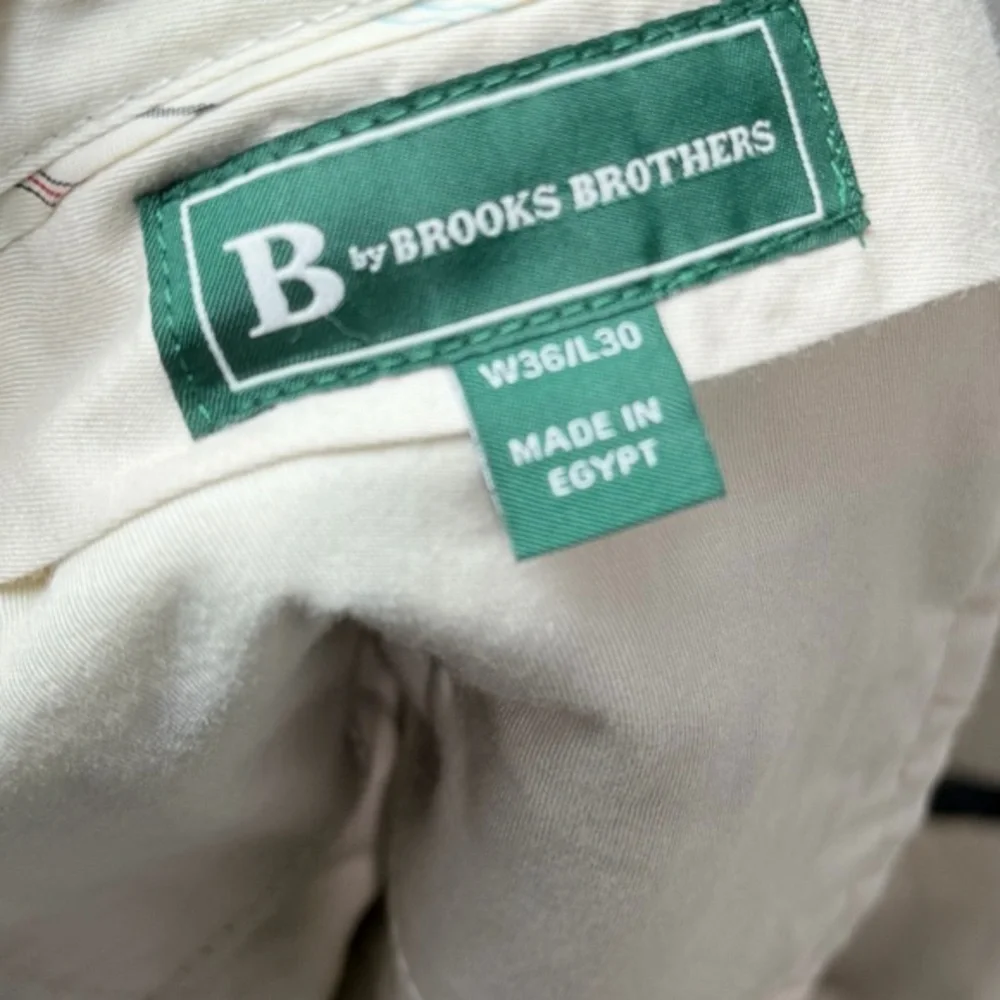 B by BROOKS BROTHERS
W36/L30
MADE IN
EGYPT